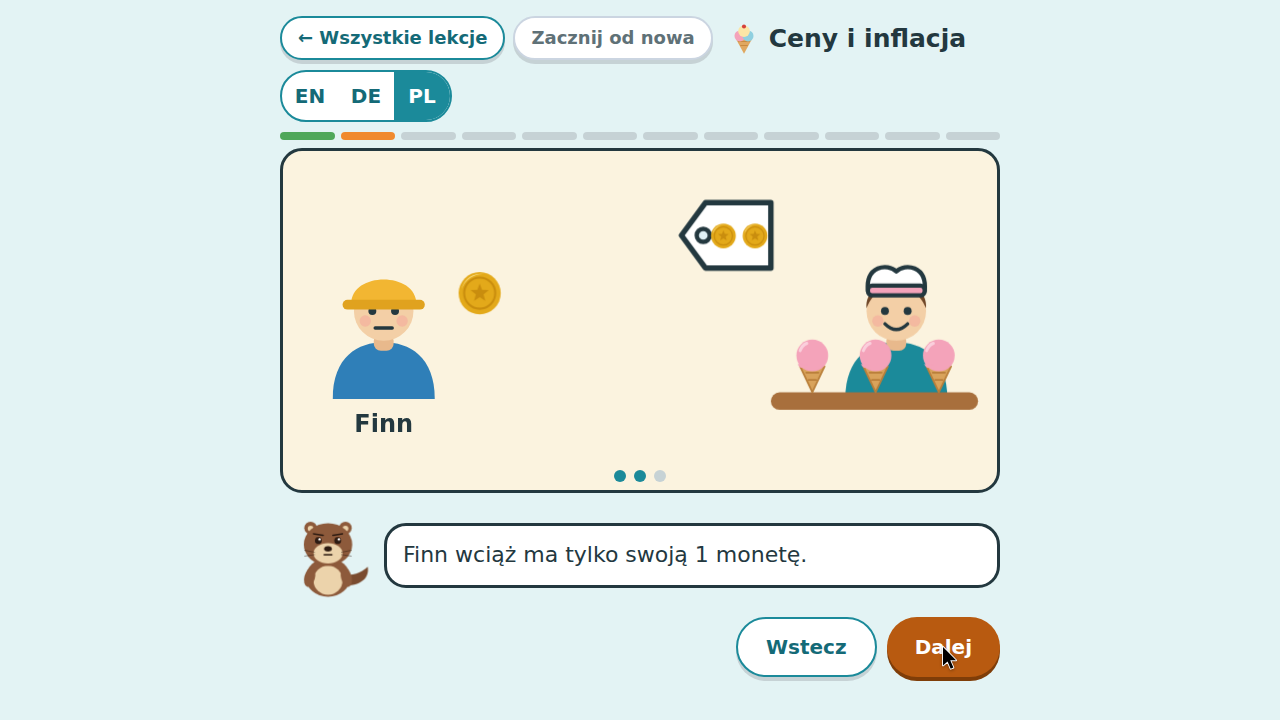 ← Wszystkie lekcje
Zacznij od nowa
Ceny i inflacja
EN DE PL
Finn
Finn wciąż ma tylko swoją 1 monetę.
Wstecz
Dalej